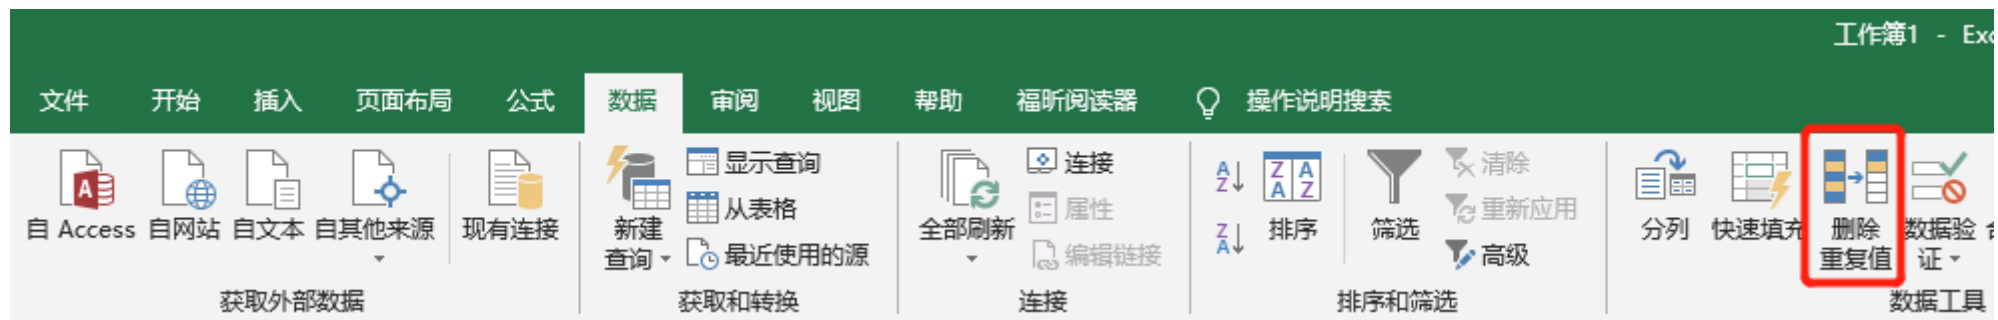 工作簿1 - Exc
文件 开始 插入 页面布局 公式 数据 审阅 视图 帮助 福昕阅读器 操作说明搜索
自 Access 自网站 自文本 自其他来源 现有连接
获取外部数据
新建
查询
显示查询
从表格
最近使用的源
获取和转换
全部刷新
连接
属性
编辑链接
连接
排序
筛选
清除
重新应用
高级
排序和筛选
分列 快速填充
删除
重复值
数据验
证
数据工具